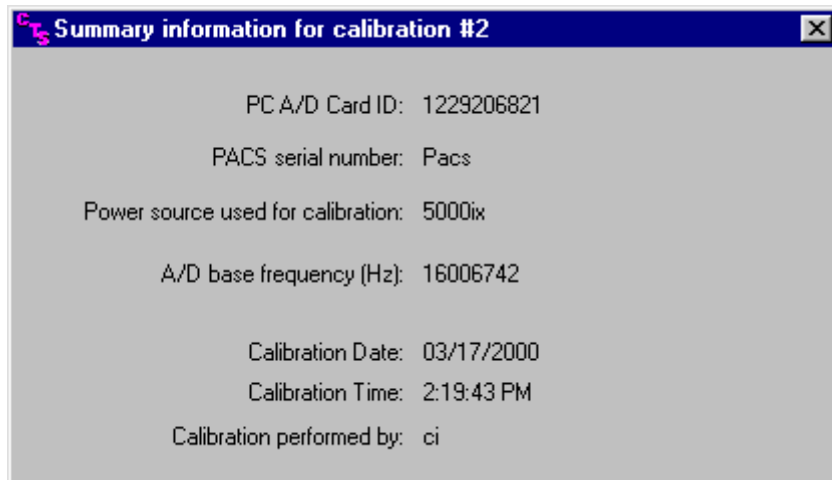 CTS Summary information for calibration #2
PC A/D Card ID: 1229206821
PACS serial number: Pacs
Power source used for calibration: 5000ix
A/D base frequency (Hz): 16006742
Calibration Date: 03/17/2000
Calibration Time: 2:19:43 PM
Calibration performed by: ci